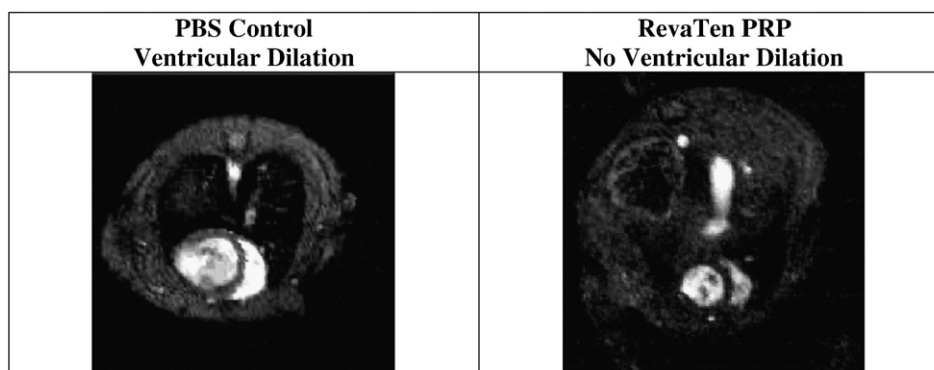 PBS Control
Ventricular Dilation
RevaTen PRP
No Ventricular Dilation